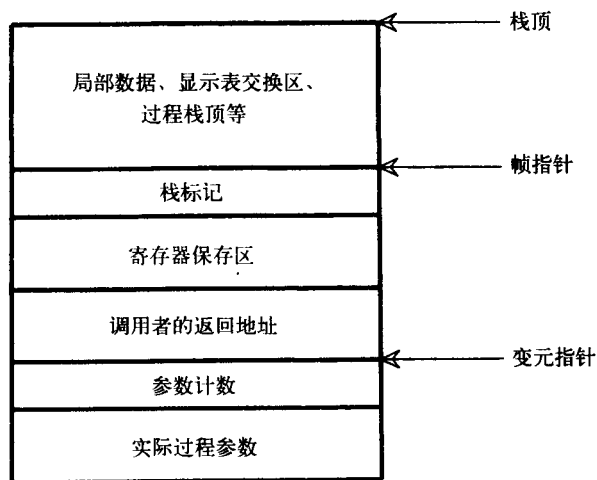 栈顶
局部数据、显示表交换区、
过程栈顶等
帧指针
栈标记
寄存器保存区
调用者的返回地址
变元指针
参数计数
实际过程参数